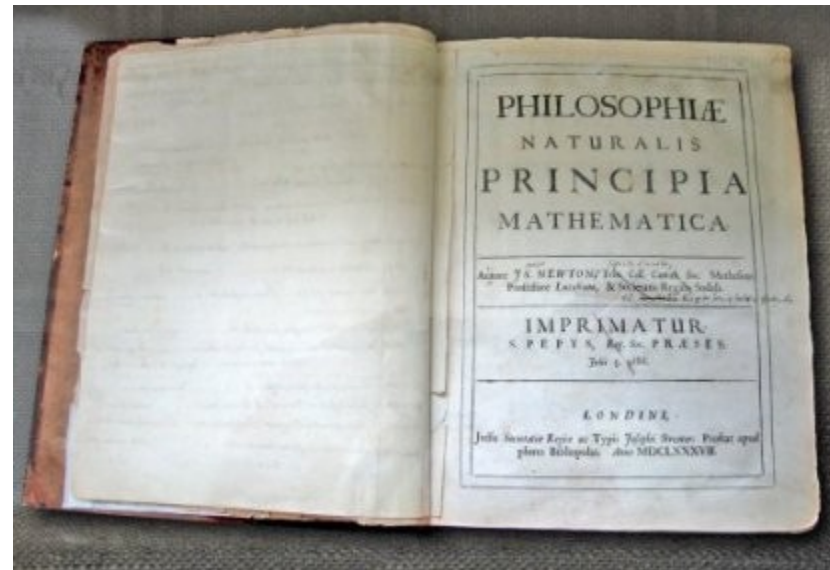 PHILOSOPHIÆ
NATURALIS
PRINCIPIA
MATHEMATICA
Autore JS. NEWTON, Trin. Coll. Cantab. Soc. Matheseos
Professore Lucasiano, & Societatis Regalis Sodali.
IMPRIMATUR.
S. PEPYS, Reg. Soc. PRÆSES.
Julii 5. 1686.
LONDINI,
Jussu Societatis Regiæ ac Typis Josephi Streater. Prostat apud
plures Bibliopolas. Anno MDCLXXXVII.